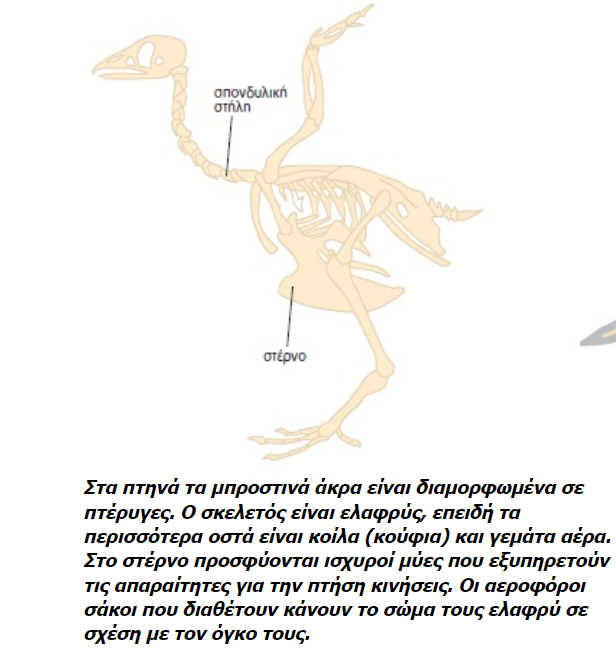 σπονδυλική
στήλη
στέρνο
Στα πτηνά τα μπροστινά άκρα είναι διαμορφωμένα σε
πτέρυγες. Ο σκελετός είναι ελαφρύς, επειδή τα
περισσότερα οστά είναι κοίλα (κούφια) και γεμάτα αέρα.
Στο στέρνο προσφύονται ισχυροί μύες που εξυπηρετούν
τις απαραίτητες για την πτήση κινήσεις. Οι αεροφόροι
σάκοι που διαθέτουν κάνουν το σώμα τους ελαφρύ σε
σχέση με τον όγκο τους.